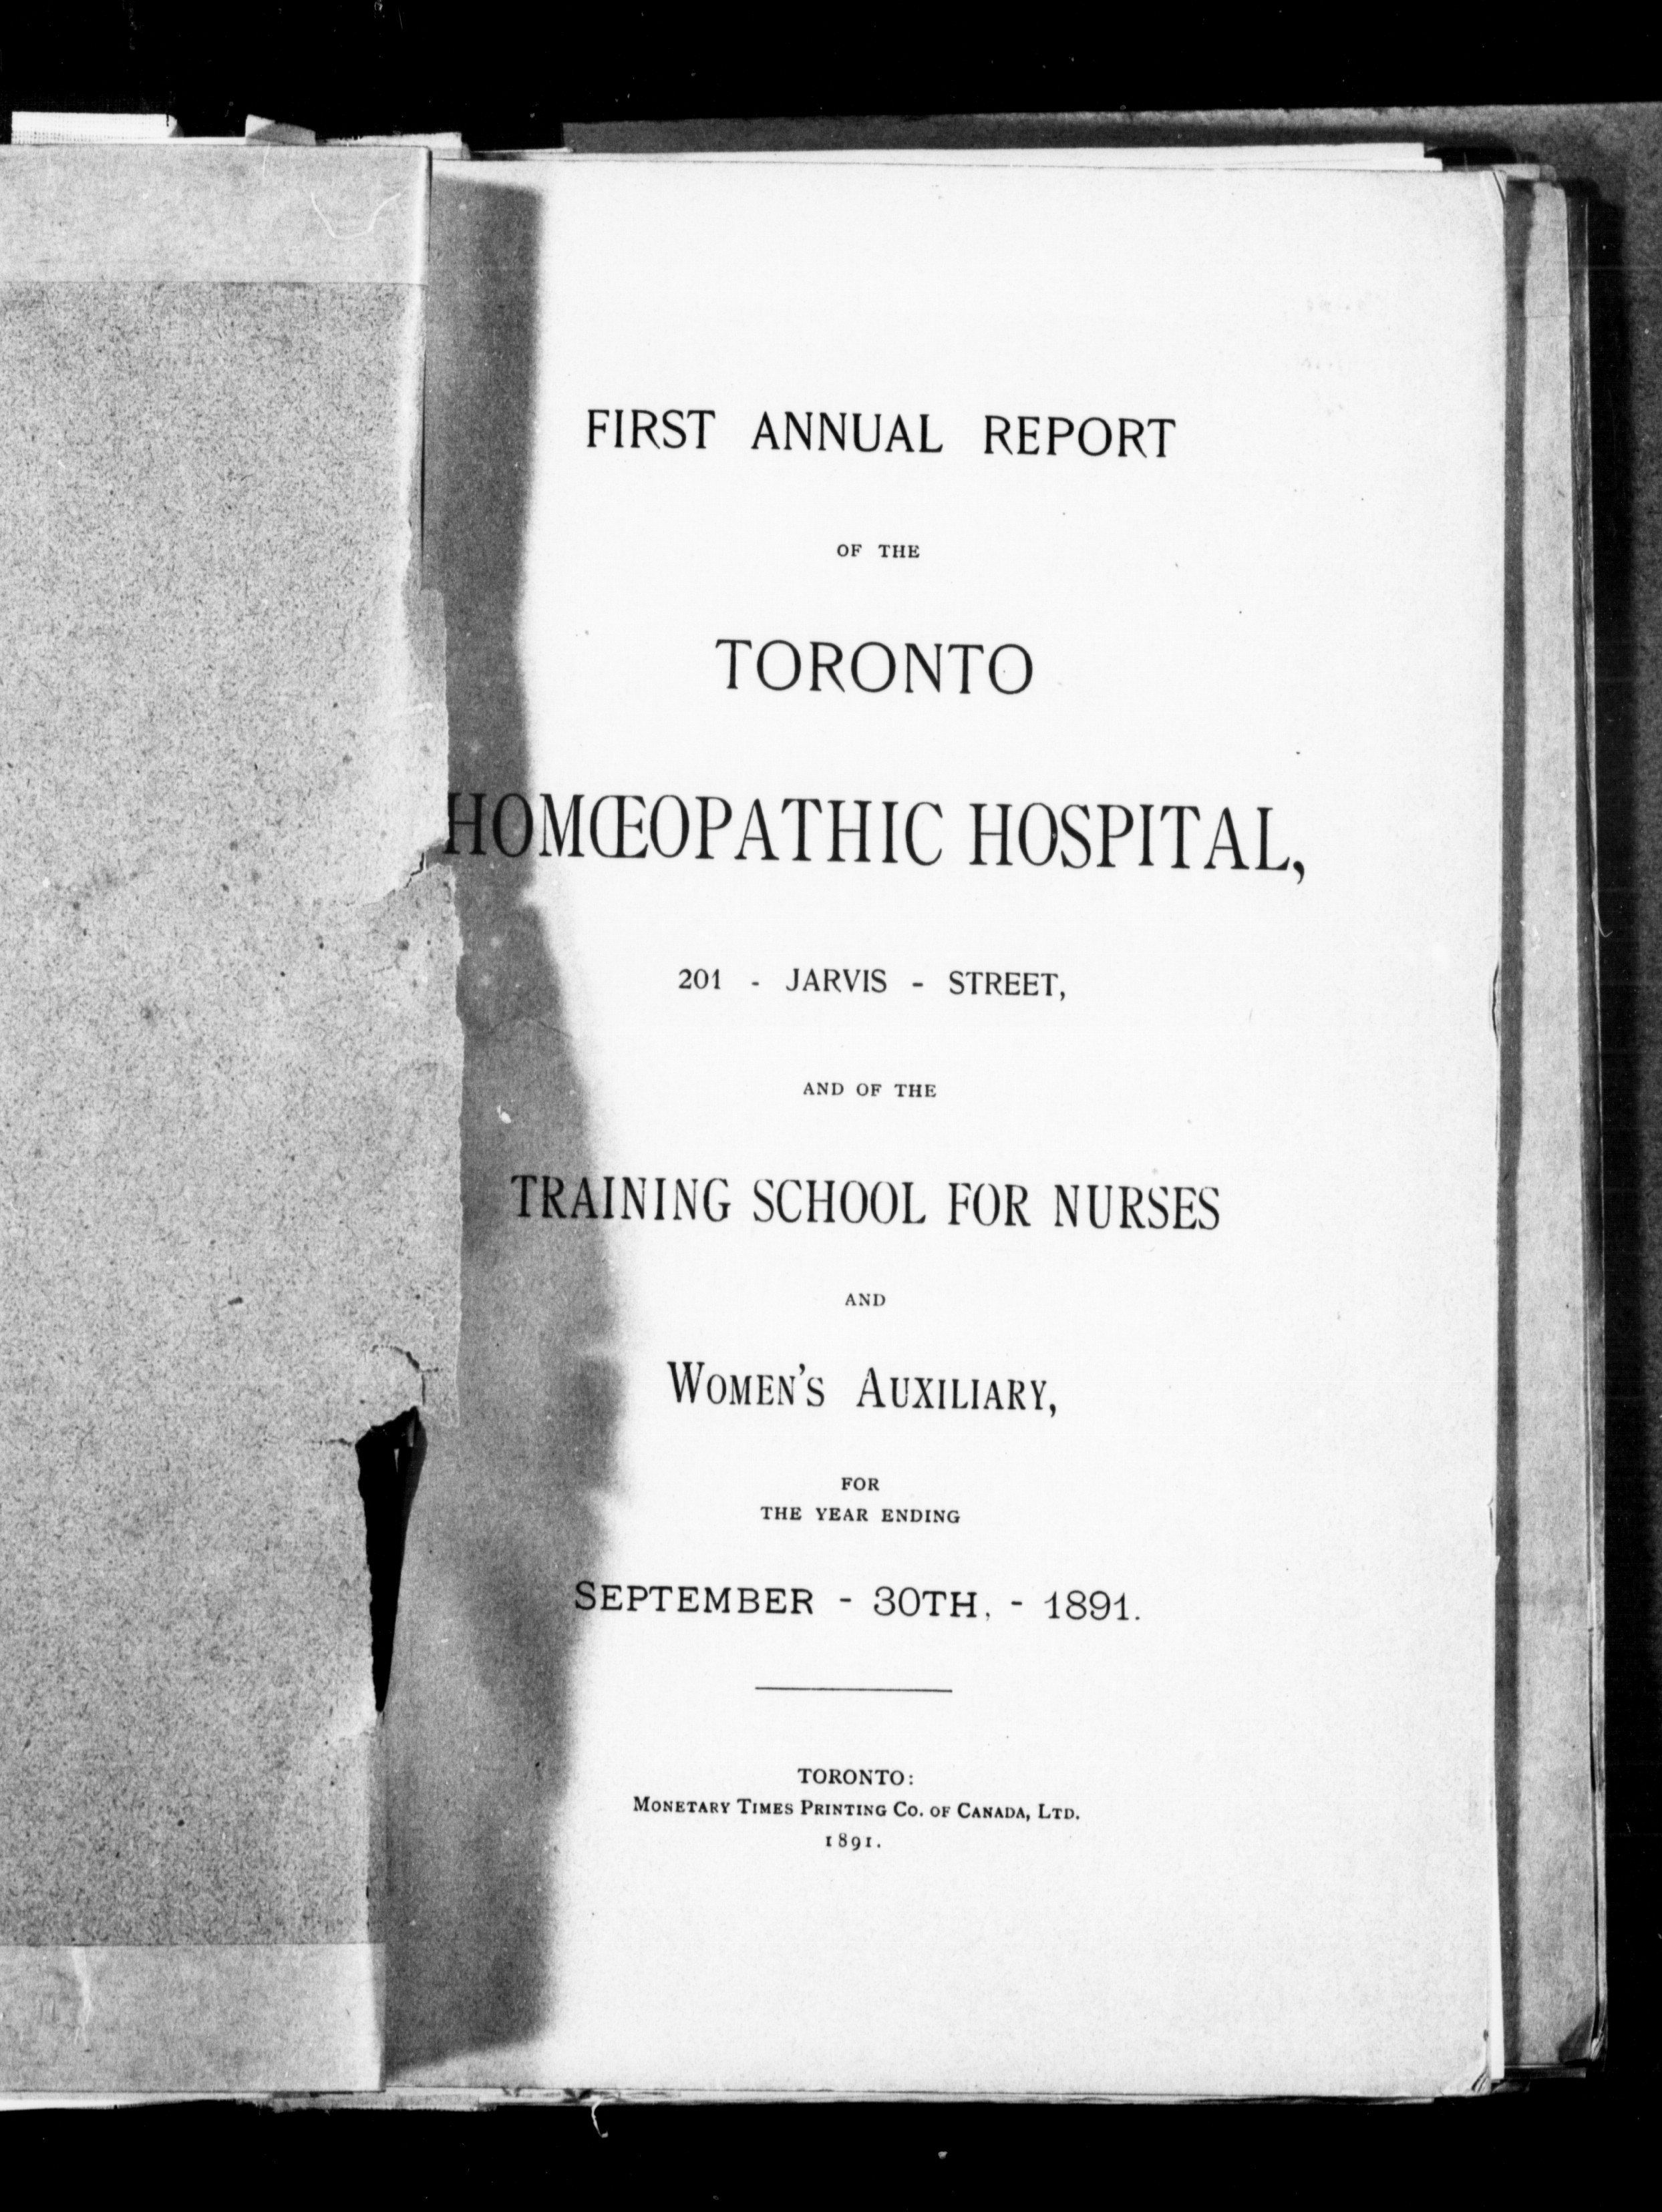 FIRST ANNUAL REPORT
OF THE
TORONTO
HOMŒOPATHIC HOSPITAL,
201 - JARVIS - STREET,
AND OF THE
TRAINING SCHOOL FOR NURSES
AND
WOMEN'S AUXILIARY,
FOR
THE YEAR ENDING
SEPTEMBER - 30TH, - 1891.
TORONTO:
MONETARY TIMES PRINTING CO. OF CANADA, LTD.
1891.